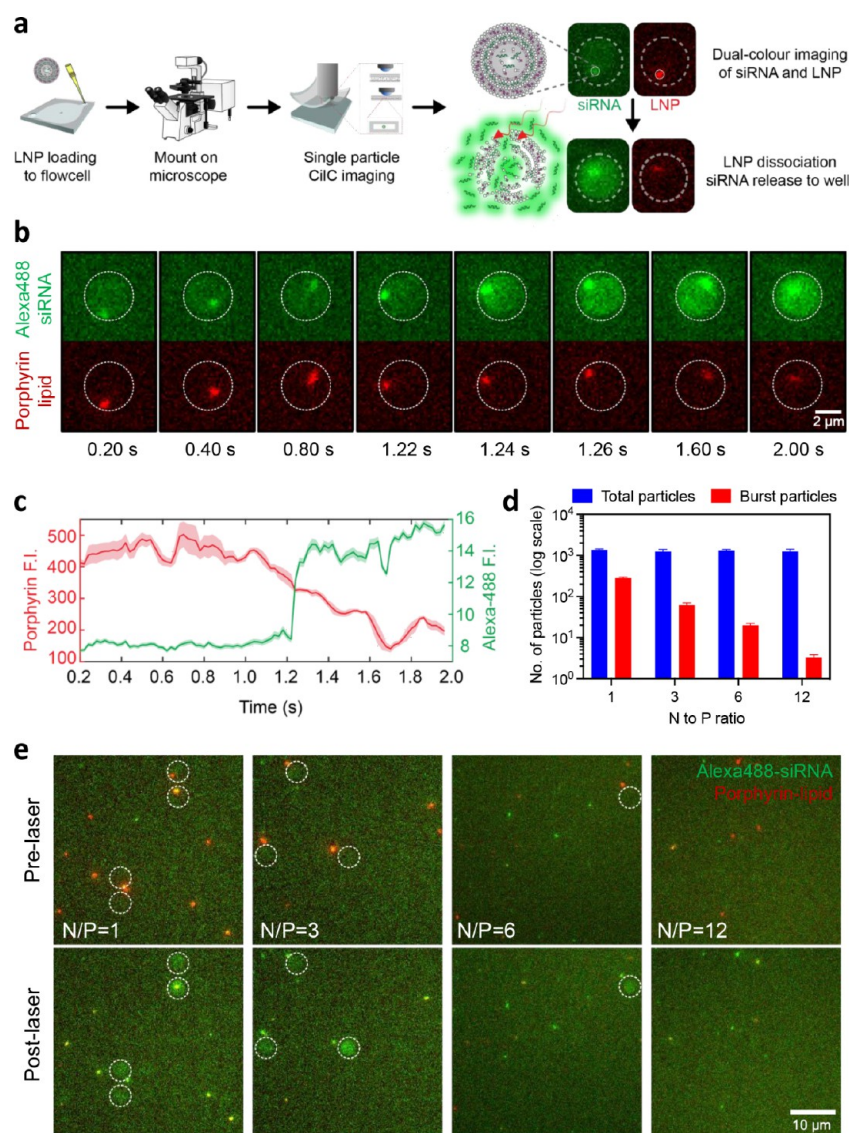 a
LNP loading
to flowcell
Mount on
microscope
Single particle
CilC imaging
siRNA
LNP
Dual-colour imaging
of siRNA and LNP
LNP dissociation
siRNA release to well
b
Alexa488
siRNA
Porphyrin
lipid
2 µm
0.20 s 0.40 s 0.80 s 1.22 s 1.24 s 1.26 s 1.60 s 2.00 s
c
Porphyrin F.I.
500
400
300
200
100
16
14
12
10
8
Alexa-488 F.I.
0.2 0.4 0.6 0.8 1.0 1.2 1.4 1.6 1.8 2.0
Time (s)
d
Total particles Burst particles
No. of particles (log scale)
10⁴
10³
10²
10¹
10⁰
1 3 6 12
N to P ratio
e
Pre-laser
Alexa488-siRNA
Porphyrin-lipid
N/P=1 N/P=3 N/P=6 N/P=12
Post-laser
10 µm